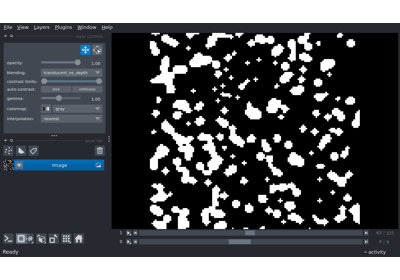 File View Layers Plugins Window Help
opacity: 1.00
blending: translucent_no_depth
contrast limits:
auto-contrast: once continuous
gamma: 1.00
colormap: gray
interpolation: nearest
Image
1
0
Ready
activity